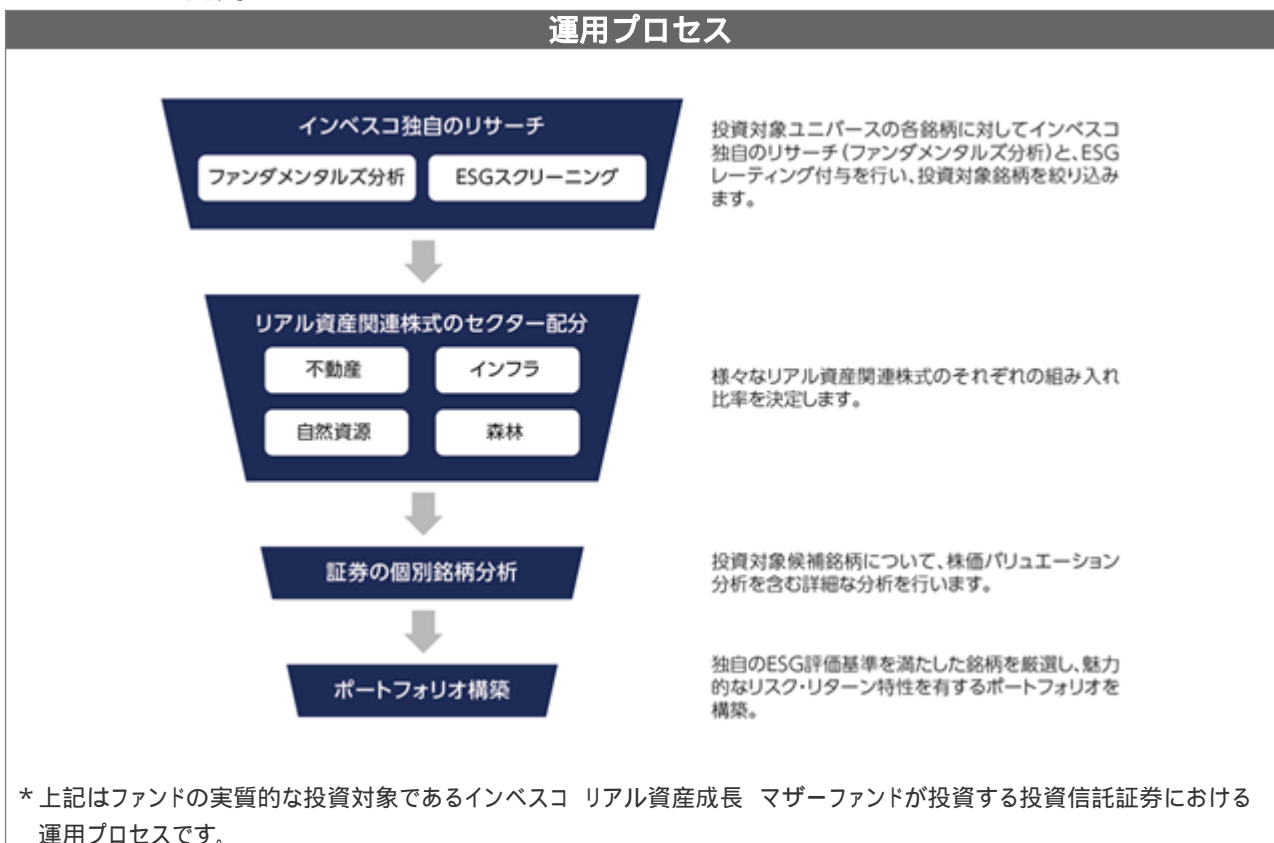 運用プロセス
インベスコ独自のリサーチ
ファンダメンタルズ分析
ESGスクリーニング
投資対象ユニバースの各銘柄に対してインベスコ
独自のリサーチ(ファンダメンタルズ分析)と、ESG
レーティング付与を行い、投資対象銘柄を絞り込み
ます。
リアル資産関連株式のセクター配分
不動産
インフラ
自然資源
森林
様々なリアル資産関連株式のそれぞれの組み入れ
比率を決定します。
証券の個別銘柄分析
投資対象候補銘柄について、株価バリュエーション
分析を含む詳細な分析を行います。
ポートフォリオ構築
独自のESG評価基準を満たした銘柄を厳選し、魅力
的なリスク・リターン特性を有するポートフォリオを
構築。
*上記はファンドの実質的な投資対象であるインベスコ リアル資産成長 マザーファンドが投資する投資信託証券における
運用プロセスです。